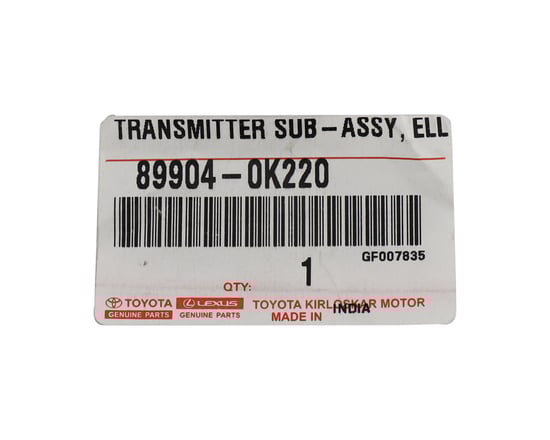 TRANSMITTER SUB-ASSY, ELL
89904-0K220
GF007835
QTY: 1
TOYOTA LEXUS TOYOTA KIRLOSKAR MOTOR
GENUINE PARTS GENUINE PARTS MADE IN INDIA